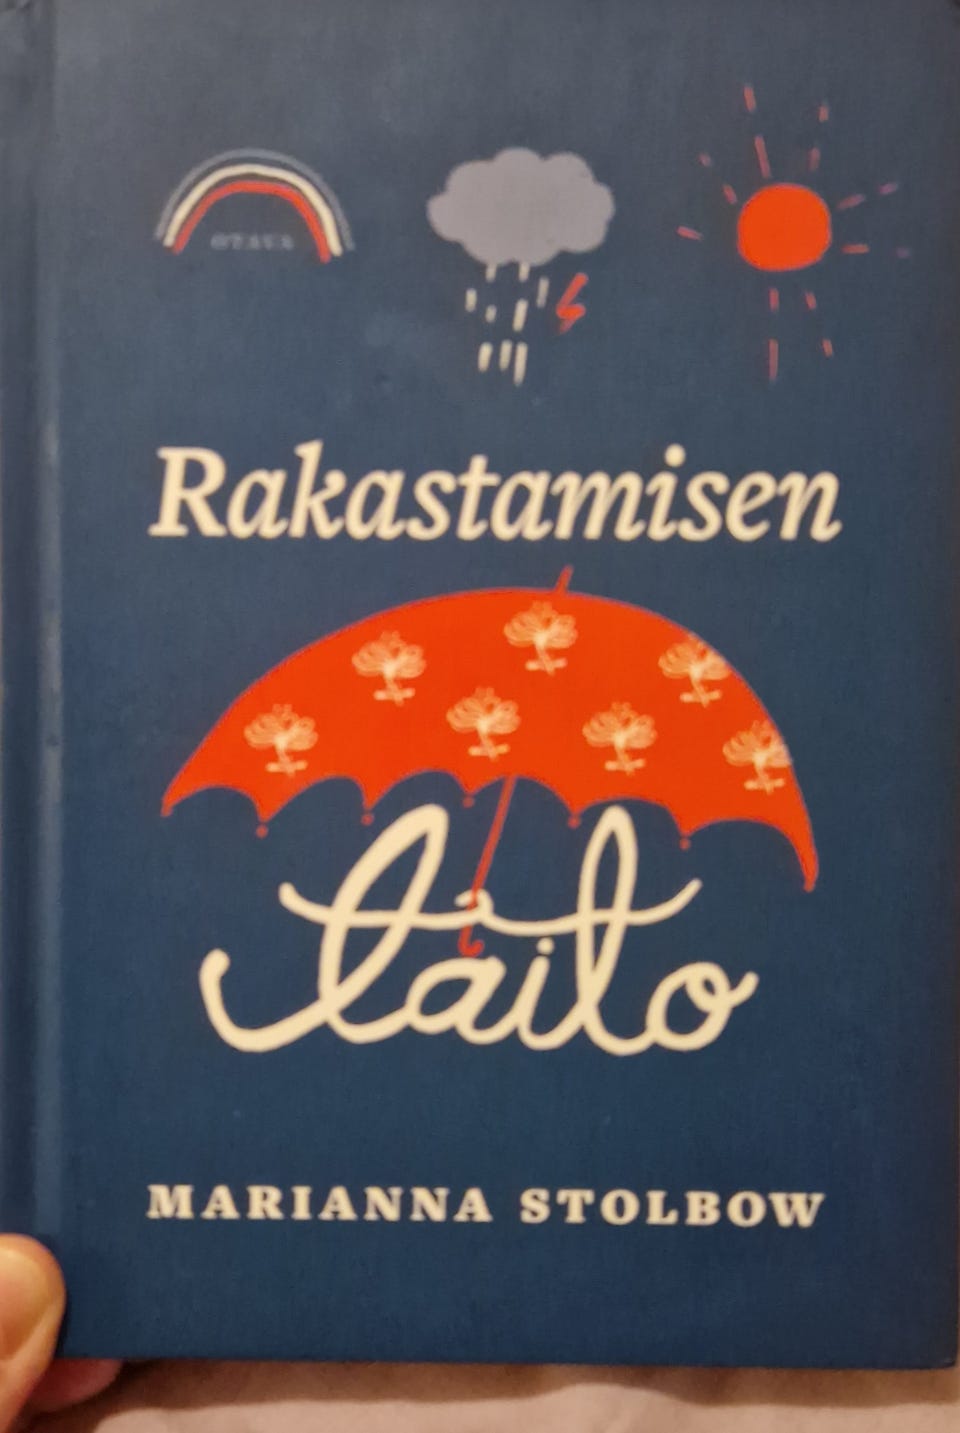 OTAVA
Rakastamisen
taito
MARIANNA STOLBOW